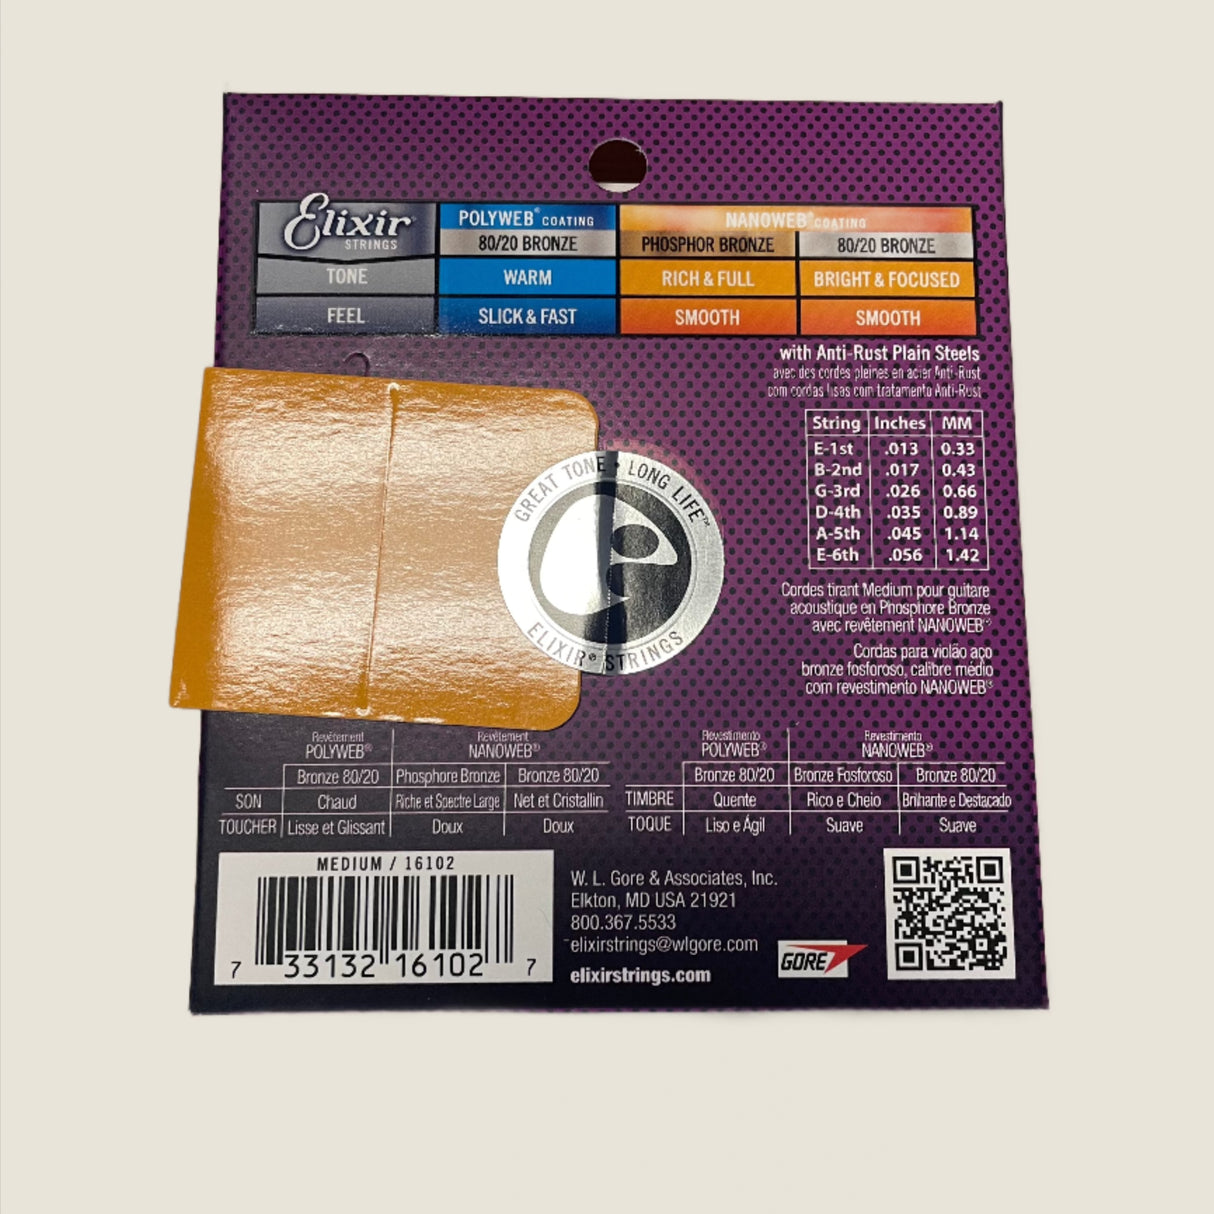 Elixir
STRINGS
POLYWEB® COATING
NANOWEB® COATING
80/20 BRONZE
PHOSPHOR BRONZE
80/20 BRONZE
TONE
WARM
RICH & FULL
BRIGHT & FOCUSED
FEEL
SLICK & FAST
SMOOTH
SMOOTH
with Anti-Rust Plain Steels
avec des cordes pleines en acier Anti-Rust
com cordas lisas com tratamento Anti-Rust
String Inches MM
E-1st .013 0.33
B-2nd .017 0.43
G-3rd .026 0.66
D-4th .035 0.89
A-5th .045 1.14
E-6th .056 1.42
GREAT TONE • LONG LIFE™
ELIXIR® STRINGS
Cordes tirant Medium pour guitare
acoustique en Phosphore Bronze
avec revêtement NANOWEB®
Cordas para violão aço
bronze fosforoso, calibre médio
com revestimento NANOWEB®
Revêtement
POLYWEB®
Revêtement
NANOWEB®
Bronze 80/20 Phosphore Bronze Bronze 80/20
SON Chaud Riche et Spectre Large Net et Cristallin
TOUCHER Lisse et Glissant Doux Doux
Revestimento
POLYWEB®
Revestimento
NANOWEB®
Bronze 80/20 Bronze Fosforoso Bronze 80/20
TIMBRE Quente Rico e Cheio Brilhante e Destacado
TOQUE Liso e Ágil Suave Suave
MEDIUM / 16102
7 33132 16102 7
W. L. Gore & Associates, Inc.
Elkton, MD USA 21921
800.367.5533
elixirstrings@wlgore.com
elixirstrings.com
GORE